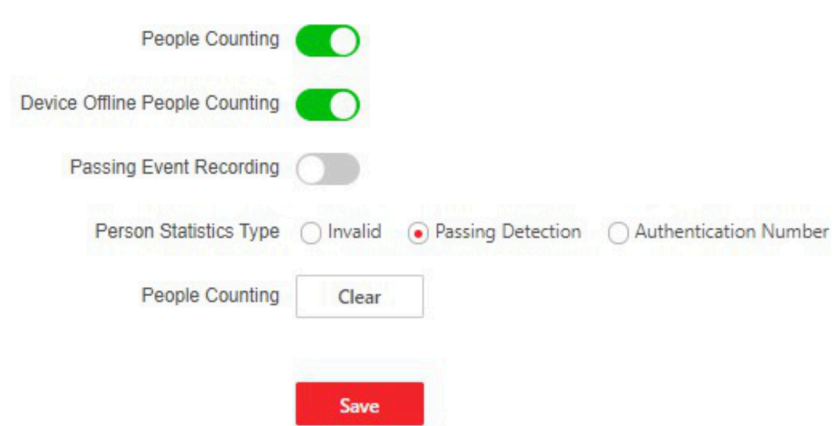 People Counting
Device Offline People Counting
Passing Event Recording
Person Statistics Type Invalid Passing Detection Authentication Number
People Counting Clear
Save